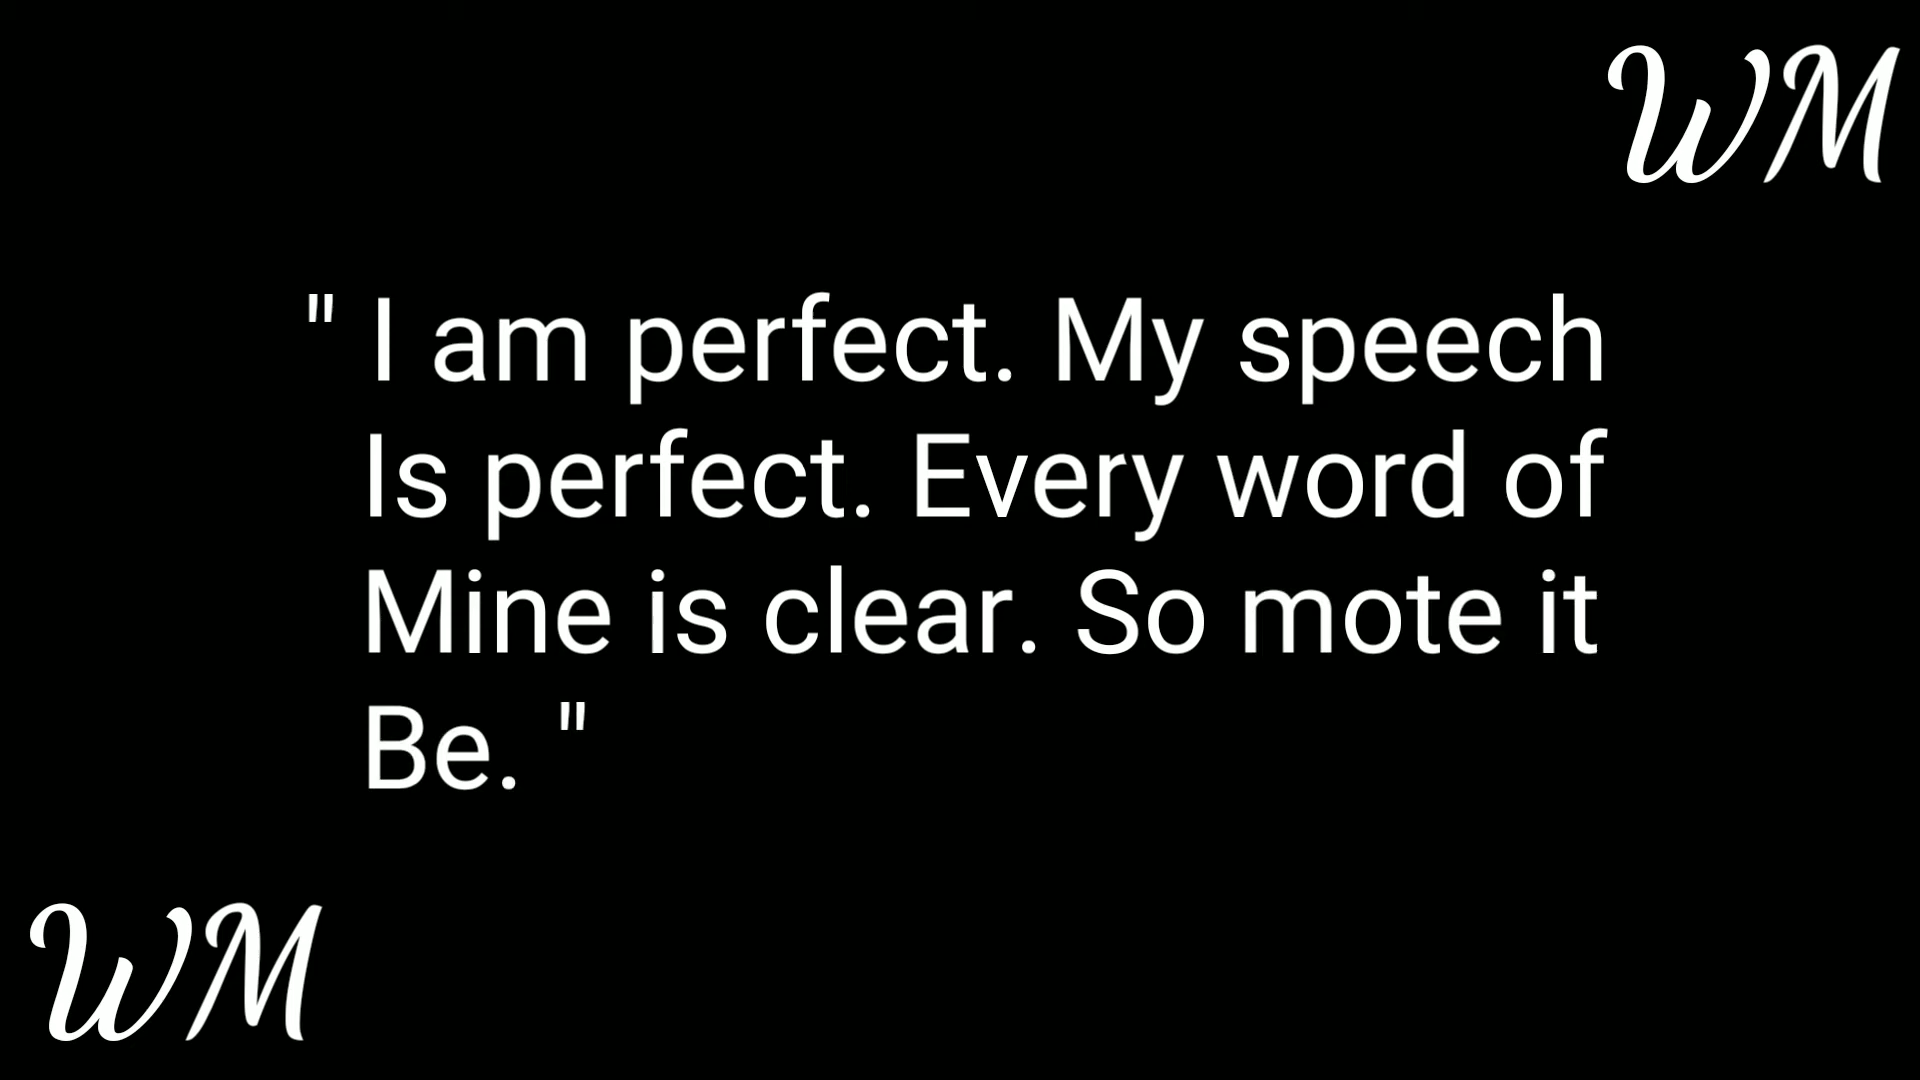 WM
" I am perfect. My speech
Is perfect. Every word of
Mine is clear. So mote it
Be. "
WM